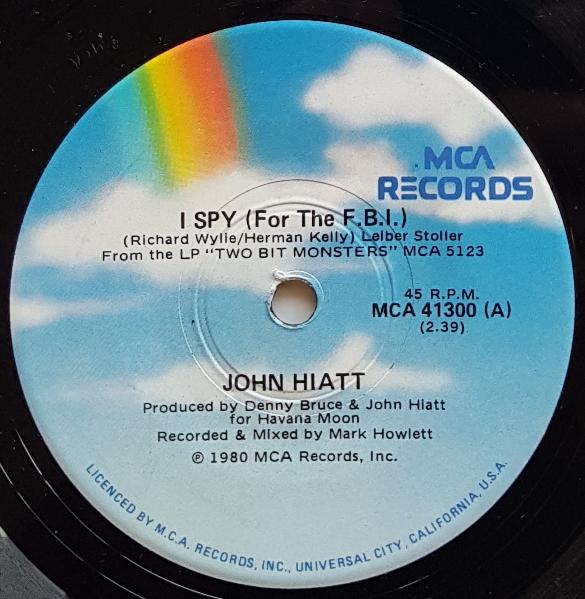 MCA
RECORDS
I SPY (For The F.B.I.)
(Richard Wylie/Herman Kelly) Leiber Stoller
From the LP "TWO BIT MONSTERS" MCA 5123
45 R.P.M.
MCA 41300 (A)
(2.39)
JOHN HIATT
Produced by Denny Bruce & John Hiatt
for Havana Moon
Recorded & Mixed by Mark Howlett
℗ 1980 MCA Records, Inc.
LICENCED BY M.C.A. RECORDS, INC., UNIVERSAL CITY, CALIFORNIA, U.S.A.